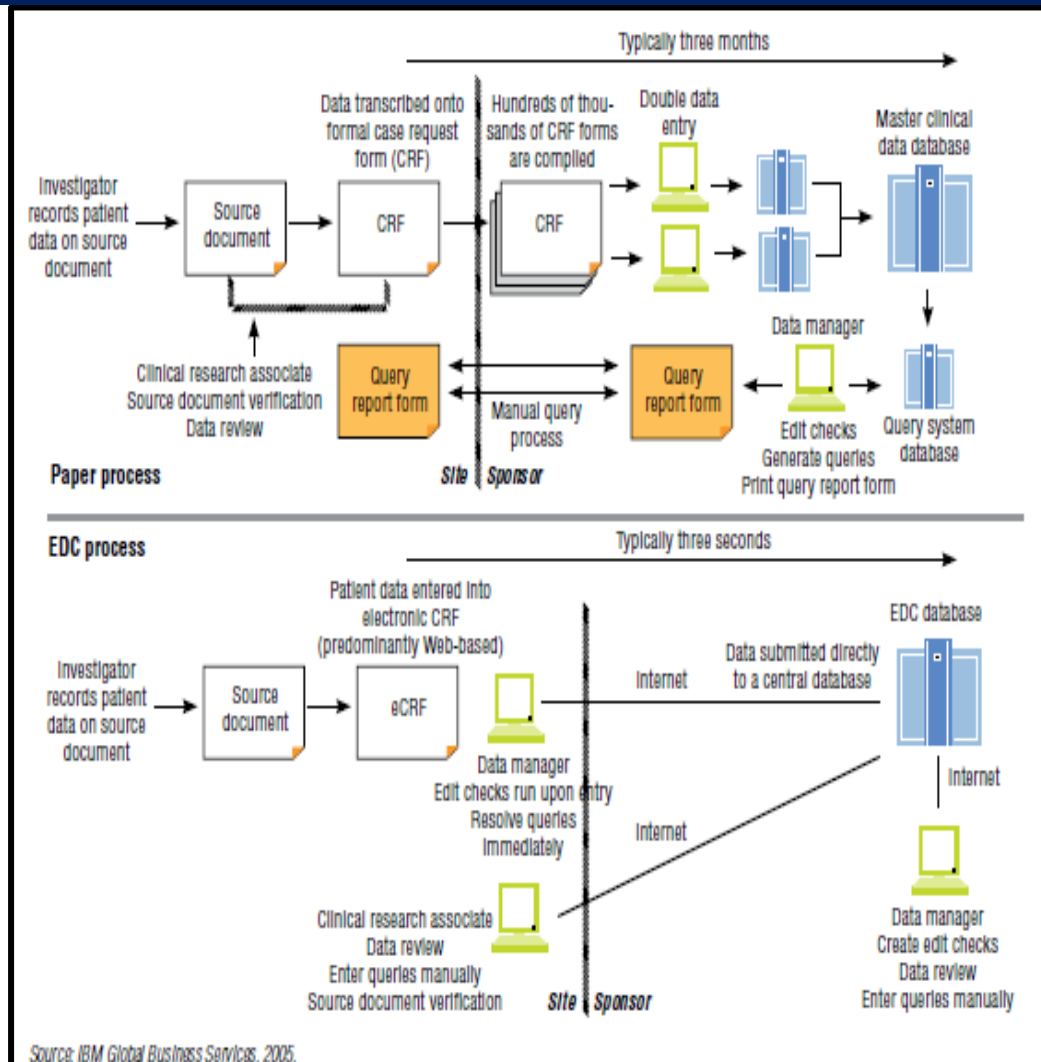 Typically three months
Data transcribed onto
formal case request
form (CRF)
Hundreds of thou-
sands of CRF forms
are compiled
Double data
entry
Master clinical
data database
Investigator
records patient
data on source
document
Source
document
CRF
CRF
Clinical research associate
Source document verification
Data review
Query
report form
Manual query
process
Query
report form
Data manager
Edit checks
Generate queries
Print query report form
Query system
database
Paper process
Site
Sponsor
EDC process
Typically three seconds
Patient data entered into
electronic CRF
(predominantly Web-based)
EDC database
Investigator
records patient
data on source
document
Source
document
eCRF
Internet
Data submitted directly
to a central database
Data manager
Edit checks run upon entry
Resolve queries
immediately
Internet
Internet
Clinical research associate
Data review
Enter queries manually
Source document verification
Data manager
Create edit checks
Data review
Enter queries manually
Site
Sponsor
Source: IBM Global Business Services, 2005.